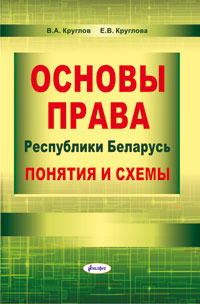 В.А. Круглов Е.В. Круглова
ОСНОВЫ
ПРАВА
Республики Беларусь
ПОНЯТИЯ И СХЕМЫ